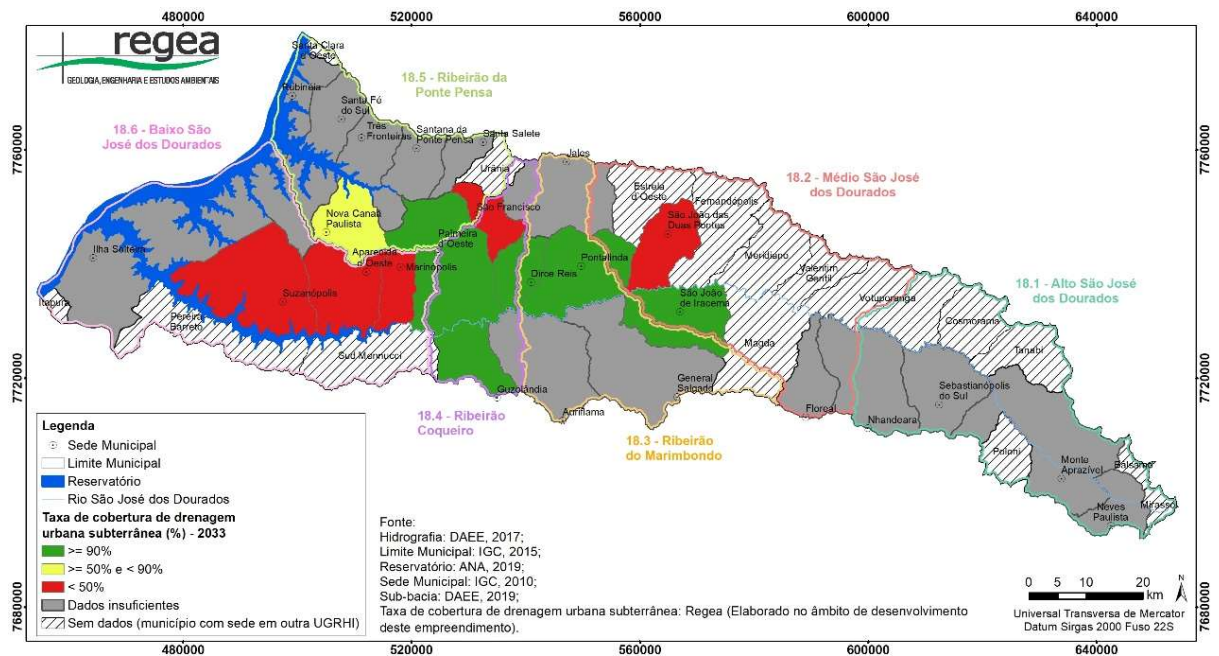 480000
520000
560000
600000
640000
regea
GEOLOGIA, ENGENHARIA E ESTUDOS AMBIENTAIS
Santa Clara
d'Oeste
18.5 - Ribeirão da
Ponte Pensa
Rubinéia
Santa Fé
do Sul
Três
Fronteiras
Santana da
Ponte Pensa
Santa Salete
18.6 - Baixo São
José dos Dourados
7760000
7760000
Urânia
Jales
18.2 - Médio São José
dos Dourados
Estrela
d'Oeste
Fernandópolis
Nova Canaã
Paulista
São Francisco
São João das
Duas Pontes
Palmeira
d'Oeste
Ilha Solteira
Aparecida
d'Oeste
Marinópolis
Dirce Reis
Pontalinda
Meridiano
Valentim
Gentil
Votuporanga
18.1 - Alto São José
dos Dourados
Itapura
Suzanápolis
São João
de Iracema
Pereira
Barreto
Cosmorama
Sud Mennucci
Magda
Tanabi
7720000
7720000
Guzolândia
General
Salgado
Sebastianópolis
do Sul
Auriflama
Floreal
Nhandeara
18.4 - Ribeirão
Coqueiro
18.3 - Ribeirão
do Marimbondo
Poloni
Monte
Aprazível
Bálsamo
Mirassol
Neves
Paulista
Legenda
Sede Municipal
Limite Municipal
Reservatório
Rio São José dos Dourados
Taxa de cobertura de drenagem
urbana subterrânea (%) - 2033
>= 90%
>= 50% e < 90%
< 50%
Dados insuficientes
Sem dados (município com sede em outra UGRHI)
Fonte:
Hidrografia: DAEE, 2017;
Limite Municipal: IGC, 2015;
Reservatório: ANA, 2019;
Sede Municipal: IGC, 2010;
Sub-bacia: DAEE, 2019;
Taxa de cobertura de drenagem urbana subterrânea: Regea (Elaborado no âmbito de desenvolvimento
deste empreendimento).
0 5 10 20
km
N
Universal Transversa de Mercator
Datum Sirgas 2000 Fuso 22S
7680000
7680000
480000
520000
560000
600000
640000